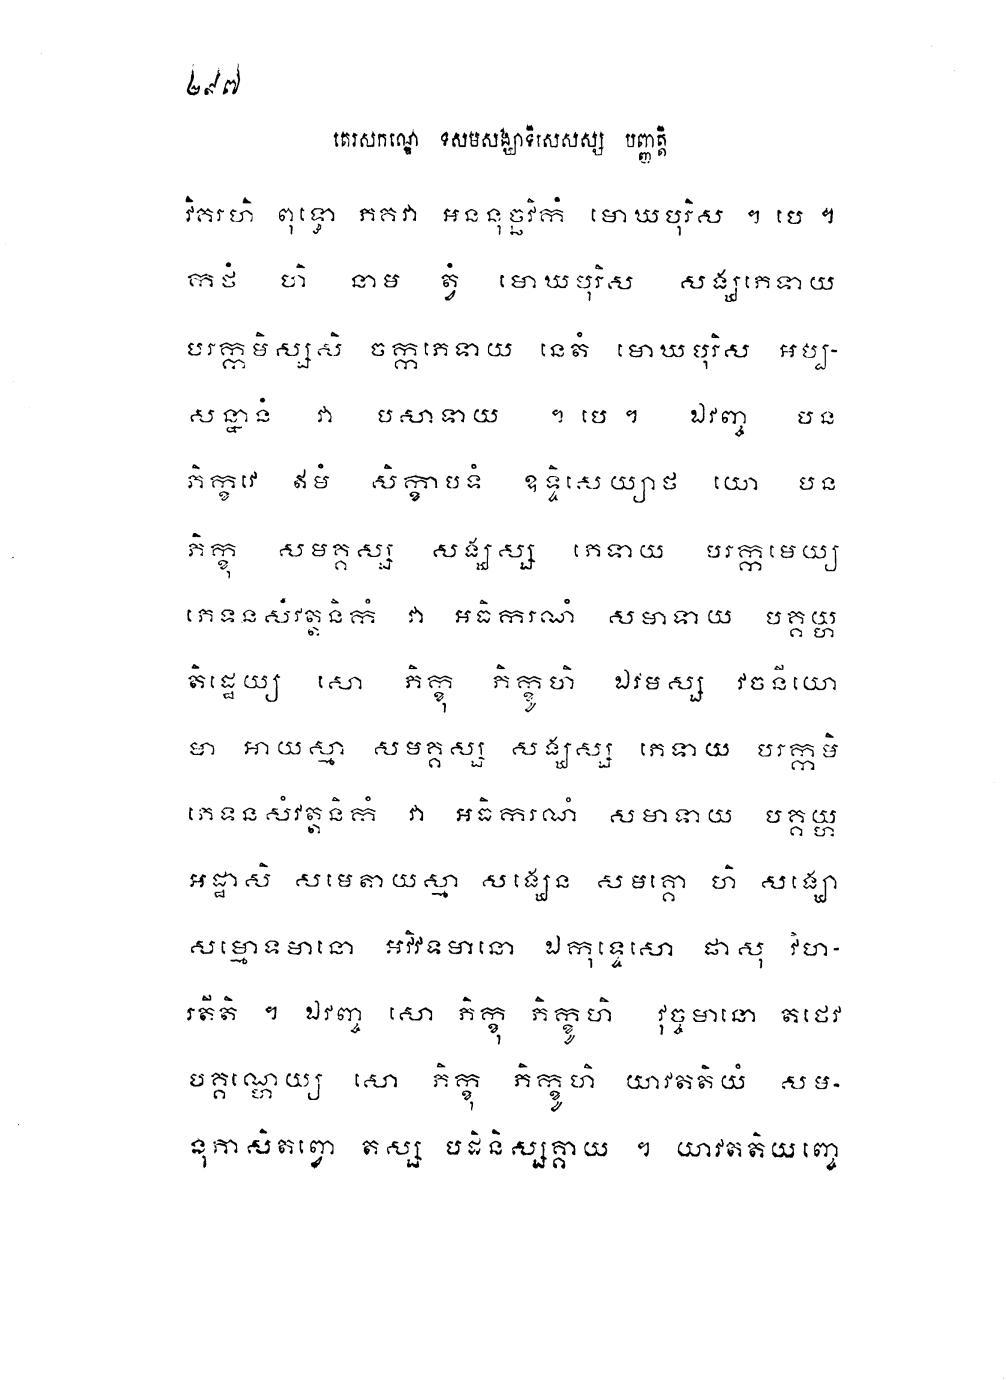 ២៩៧
តេរសកណ្ឌេ ទសមសង្ឃាទិសេសស្ស បញ្ញត្តិ
វិគរហិ ពុទ្ធោ ភគវា អននុច្ឆវិកំ មោឃបុរិស ។ បេ ។
កថំ ហិ នាម ត្វំ មោឃបុរិស សង្ឃភេទាយ
បរក្កមិស្សសិ ចក្កភេទាយ នេតំ មោឃបុរិស អប្ប-
សន្នានំ វា បសាទាយ ។ បេ ។ ឯវញ្ច បន
ភិក្ខវេ ឥមំ សិក្ខាបទំ ឧទ្ទិសេយ្យាថ យោ បន
ភិក្ខុ សមគ្គស្ស សង្ឃស្ស ភេទាយ បរក្កមេយ្យ
ភេទនសំវត្តនិកំ វា អធិករណំ សមាទាយ បគ្គយ្ហ
តិដ្ឋេយ្យ សោ ភិក្ខុ ភិក្ខូហិ ឯវមស្ស វចនីយោ
មា អាយស្មា សមគ្គស្ស សង្ឃស្ស ភេទាយ បរក្កមិ
ភេទនសំវត្តនិកំ វា អធិករណំ សមាទាយ បគ្គយ្ហ
អដ្ឋាសិ សមេតាយស្មា សង្ឃេន សមគ្គោ ហិ សង្ឃោ
សម្មោទមានោ អវិវទមានោ ឯកុទ្ទេសោ ផាសុ វិហ-
រតីតិ ។ ឯវញ្ច សោ ភិក្ខុ ភិក្ខូហិ វុច្ចមានោ តថេវ
បគ្គណ្ហេយ្យ សោ ភិក្ខុ ភិក្ខូហិ យាវតតិយំ សម-
នុភាសិតព្វោ តស្ស បដិនិស្សគ្គាយ ។ យាវតតិយញ្ចេ